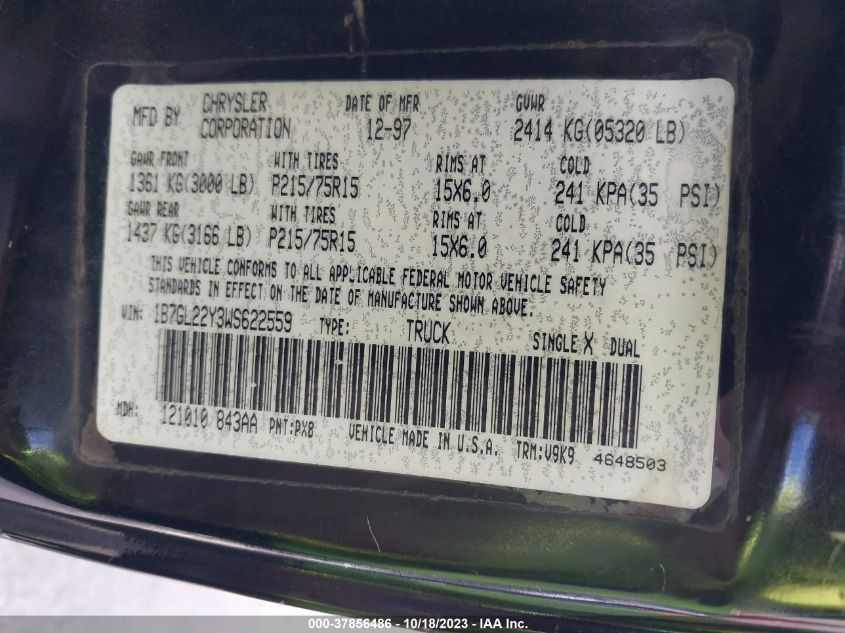 MFD BY CHRYSLER CORPORATION DATE OF MFR 12-97 GVWR 2414 KG(05320 LB)
GAWR FRONT WITH TIRES RIMS AT COLD
1361 KG(3000 LB) P215/75R15 15X6.0 241 KPA(35 PSI)
GAWR REAR WITH TIRES RIMS AT COLD
1437 KG(3166 LB) P215/75R15 15X6.0 241 KPA(35 PSI)
THIS VEHICLE CONFORMS TO ALL APPLICABLE FEDERAL MOTOR VEHICLE SAFETY
STANDARDS IN EFFECT ON THE DATE OF MANUFACTURE SHOWN ABOVE.
VIN: 1B7GL22Y3WS622559 TYPE: TRUCK SINGLE X DUAL
MDH: 121010 843AA PNT:PX8 VEHICLE MADE IN U.S.A. TRM:V9K9 4648503
000-37856486 - 10/18/2023 - IAA Inc.